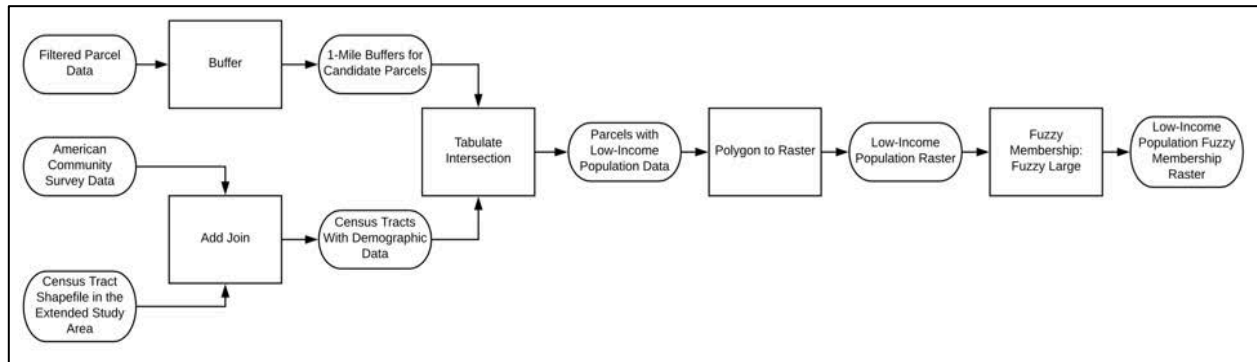 Filtered Parcel
Data
Buffer
1-Mile Buffers for
Candidate Parcels
American
Community
Survey Data
Census Tract
Shapefile in the
Extended Study
Area
Add Join
Census Tracts
With Demographic
Data
Tabulate
Intersection
Parcels with
Low-Income
Population Data
Polygon to Raster
Low-Income
Population Raster
Fuzzy
Membership:
Fuzzy Large
Low-Income
Population Fuzzy
Membership
Raster